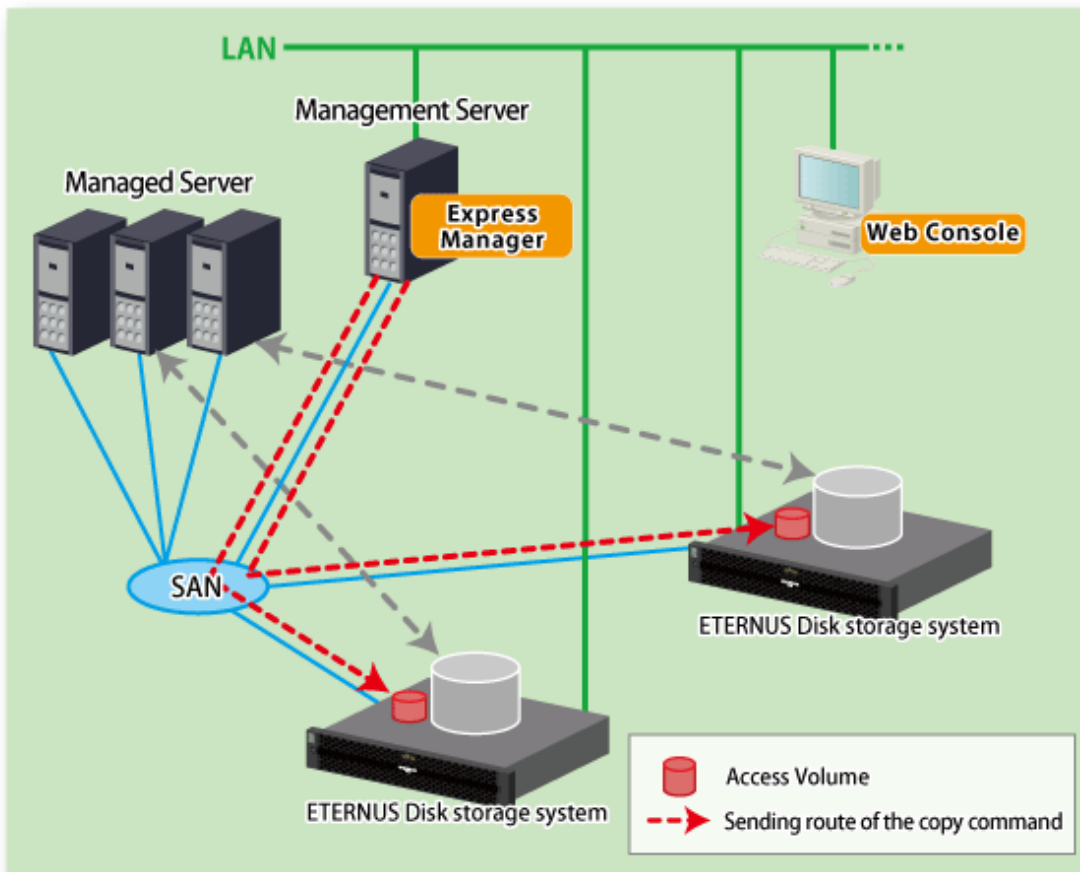 LAN
Management Server
Managed Server
Express
Manager
Web Console
SAN
ETERNUS Disk storage system
ETERNUS Disk storage system
Access Volume
Sending route of the copy command